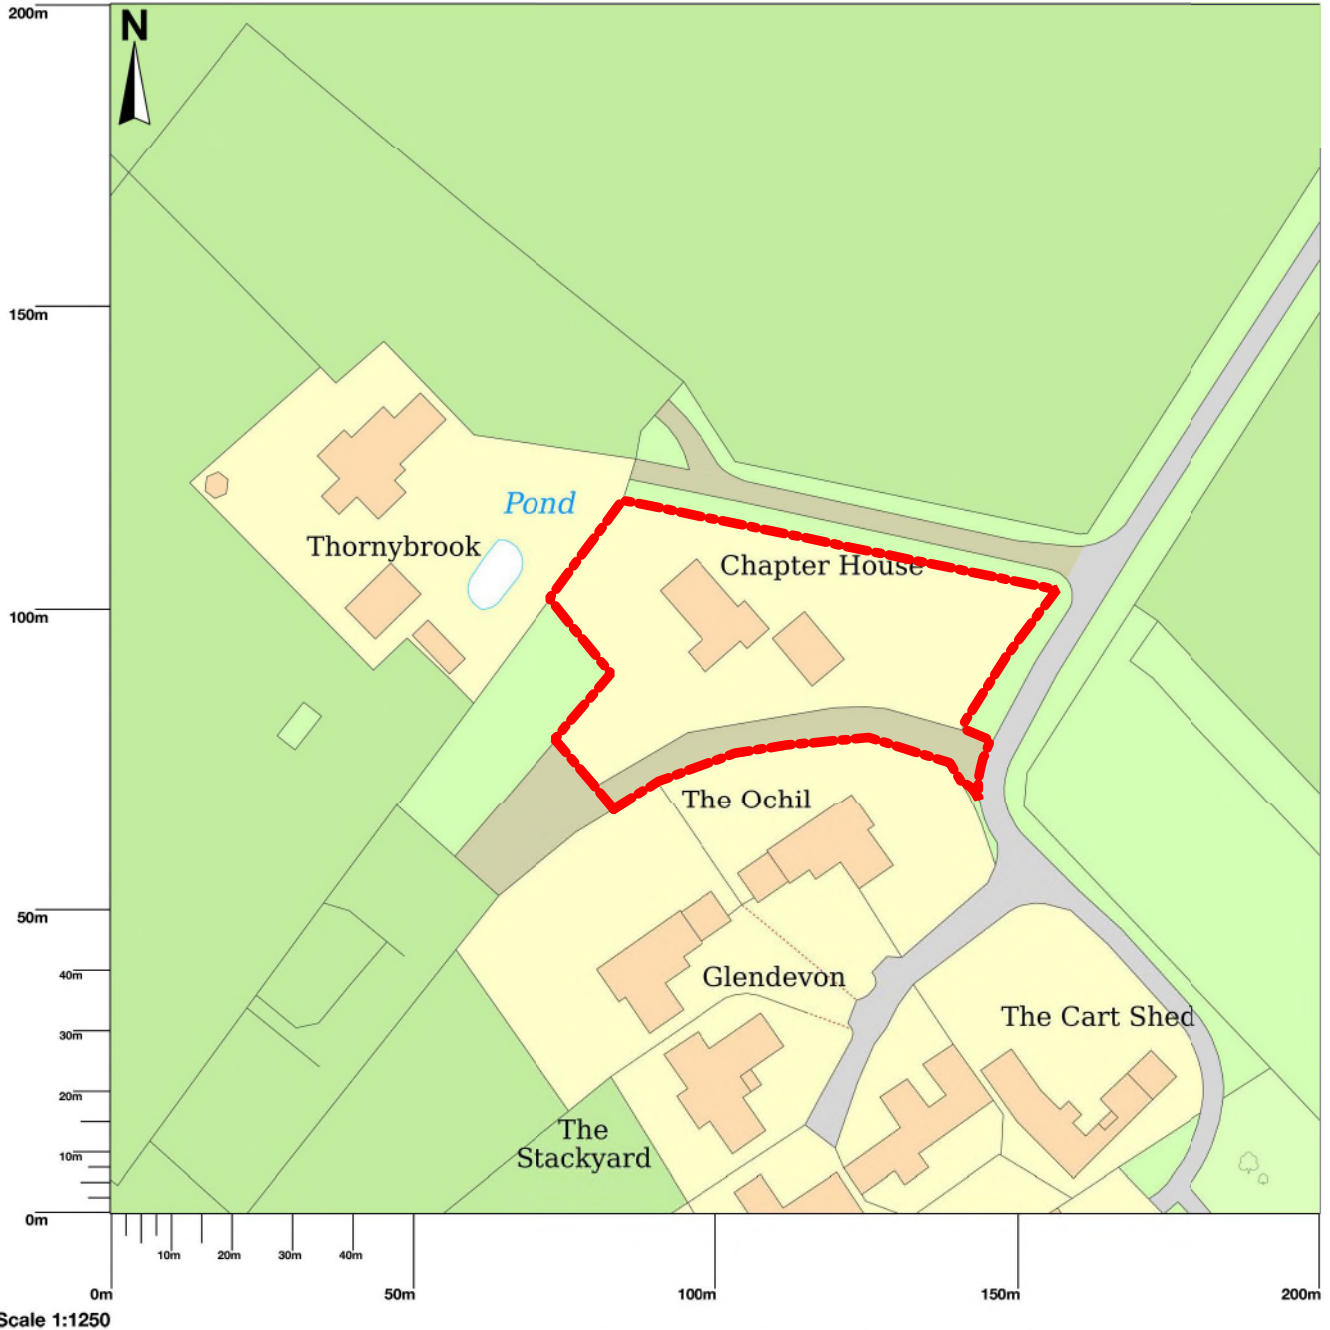 200m
N
150m
Pond
Thornybrook
Chapter House
100m
The Ochil
50m
40m
Glendevon
The Cart Shed
30m
20m
The
Stackyard
10m
0m
10m 20m 30m 40m
0m 50m 100m 150m 200m
Scale 1:1250